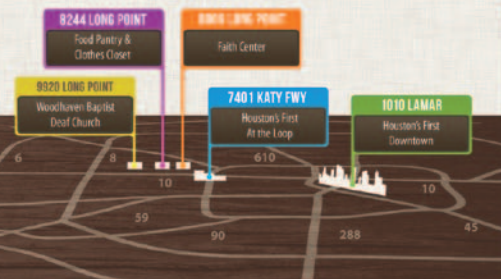 8244 LONG POINT
Food Pantry &
Clothes Closet
LONG POINT
Faith Center
9920 LONG POINT
Woodhaven Baptist
Deaf Church
7401 KATY FWY
Houston's First
At the Loop
1010 LAMAR
Houston's First
Downtown
6
8
10
610
10
59
90
288
45